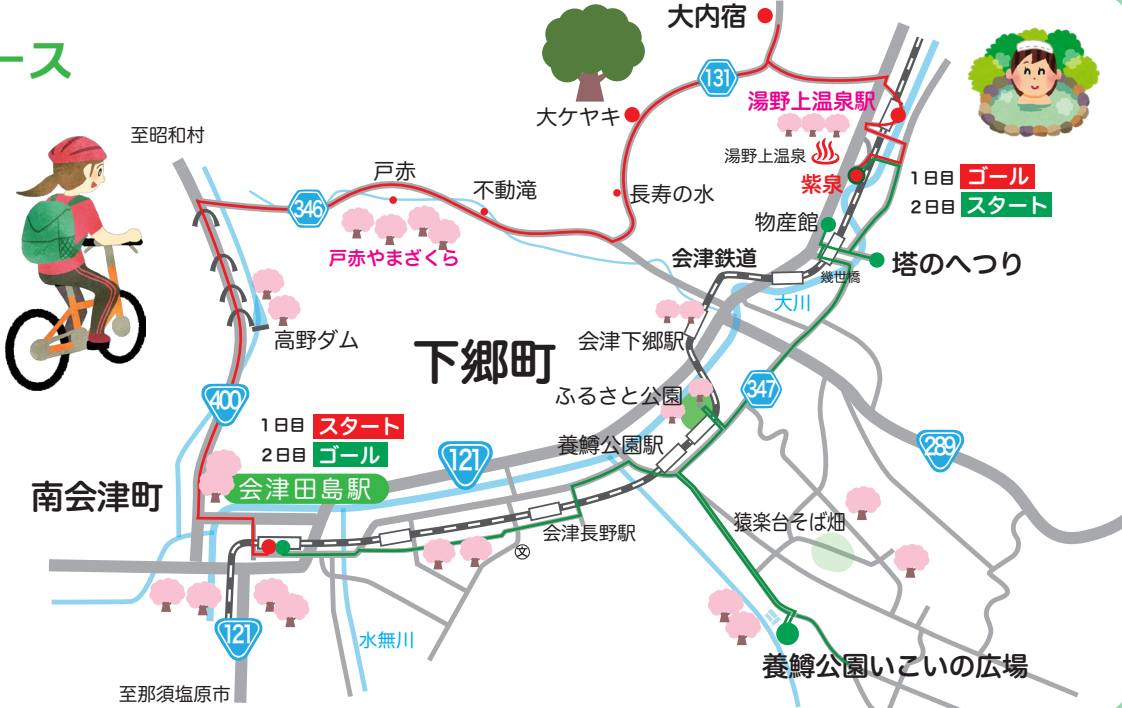 ース
大内宿
131
大ケヤキ
湯野上温泉駅
至昭和村
湯野上温泉
紫泉
1日目 ゴール
2日目 スタート
戸赤
346
不動滝
長寿の水
物産館
戸赤やまざくら
会津鉄道
塔のへつり
幾世橋
大川
高野ダム
下郷町
会津下郷駅
ふるさと公園
347
400
1日目 スタート
2日目 ゴール
121
養鱒公園駅
289
南会津町
会津田島駅
猿楽台そば畑
会津長野駅
文
121
水無川
養鱒公園いこいの広場
至那須塩原市